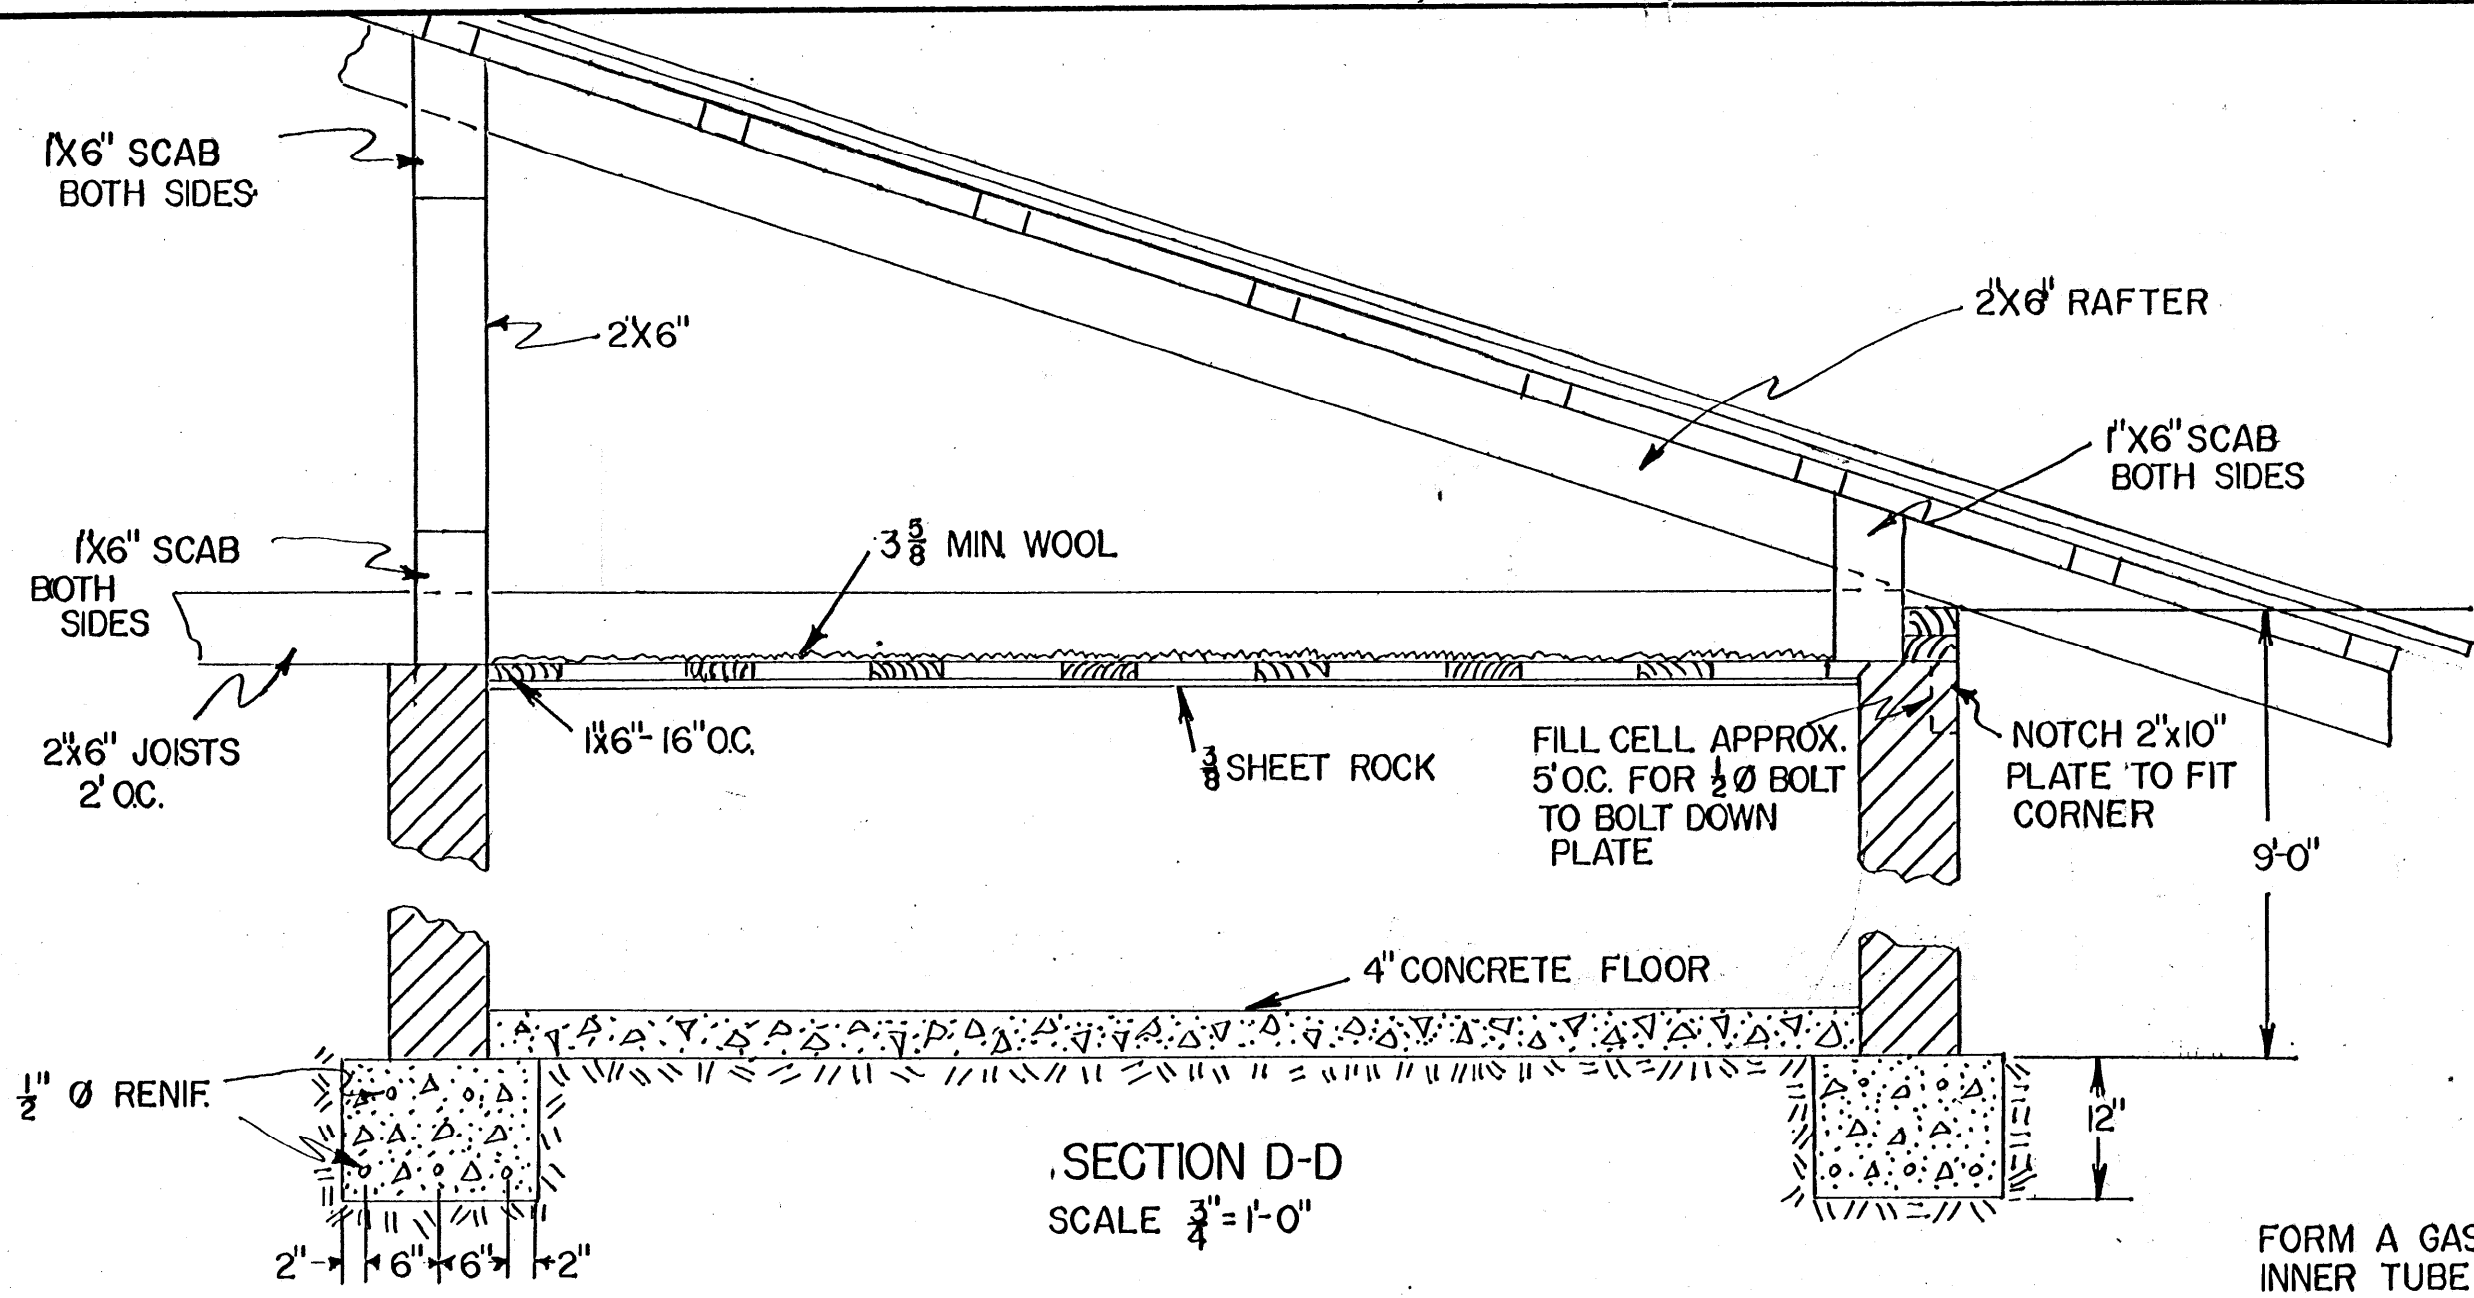 1"X6" SCAB
BOTH SIDES
2"X6"
2"X6" RAFTER
1"X6" SCAB
BOTH SIDES
3 5/8 MIN. WOOL
1"X6" SCAB
BOTH
SIDES
2"x6" JOISTS
2' O.C.
1"x6"-16" O.C.
3/8 SHEET ROCK
FILL CELL APPROX.
5' O.C. FOR 1/2 Ø BOLT
TO BOLT DOWN
PLATE
NOTCH 2"x10"
PLATE TO FIT
CORNER
9'-0"
4" CONCRETE FLOOR
1/2" Ø RENIF.
12"
SECTION D-D
SCALE 3/4" = 1'-0"
2" 6" 6" 2"
FORM A GAS
INNER TUBE